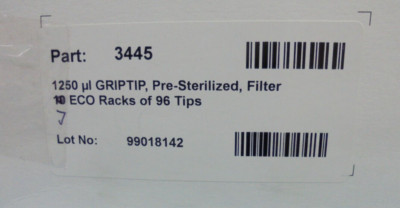 Part: 3445
1250 µl GRIPTIP, Pre-Sterilized, Filter
10 ECO Racks of 96 Tips
7
Lot No: 99018142